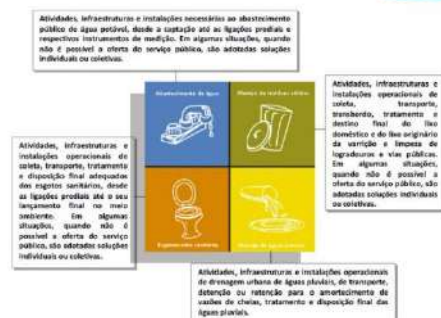 Atividades, infraestruturas e instalações necessárias ao abastecimento
público de água potável, desde a captação até as ligações prediais e
respectivos instrumentos de medição. Em algumas situações, quando
não é possível a oferta do serviço público, são adotadas soluções
individuais ou coletivas.
Abastecimento de água
Manejo de resíduos sólidos
Atividades, infraestruturas e
instalações operacionais de
coleta, transporte,
transbordo, tratamento e
destino final do lixo
doméstico e do lixo originário
da varrição e limpeza de
logradouros e vias públicas.
Em algumas situações,
quando não é possível a
oferta do serviço público, são
adotadas soluções individuais
ou coletivas.
Atividades, infraestruturas e
instalações operacionais de
coleta, transporte, tratamento
e disposição final adequados
dos esgotos sanitários, desde
as ligações prediais até o seu
lançamento final no meio
ambiente. Em algumas
situações, quando não é
possível a oferta do serviço
público, são adotadas soluções
individuais ou coletivas.
Esgotamento sanitário
Atividades, infraestruturas e instalações operacionais
de drenagem urbana de águas pluviais, de transporte,
detenção ou retenção para o amortecimento de
vazões de cheias, tratamento e disposição final das
águas pluviais.